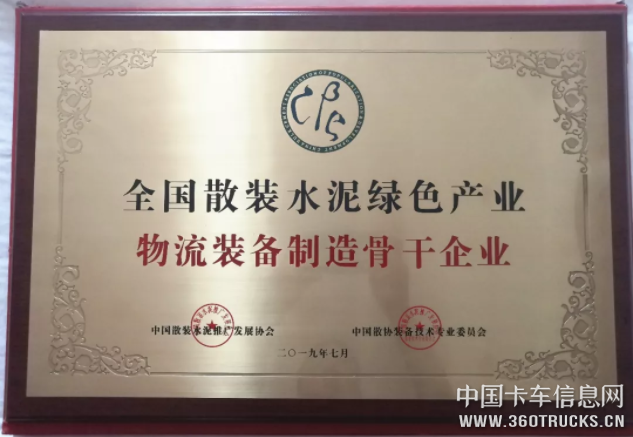 全国散装水泥绿色产业
物流装备制造骨干企业
中国散装水泥推广发展协会
中国散协装备技术专业委员会
二〇一九年七月
中国卡车信息网
WWW.360TRUCKS.CN